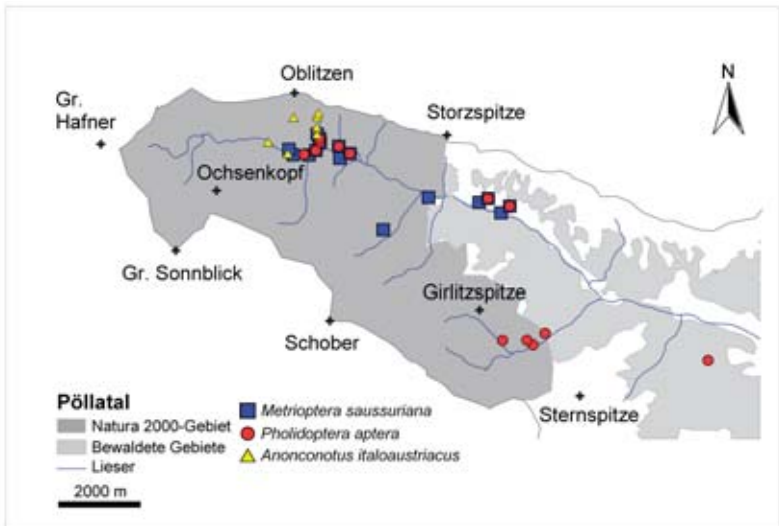 Oblitzen
N
Gr.
Hafner
Storzspitze
Ochsenkopf
Gr. Sonnblick
Girlitzspitze
Schober
Sternspitze
Pöllatal
Natura 2000-Gebiet
Bewaldete Gebiete
Lieser
2000 m
Metrioptera saussuriana
Pholidoptera aptera
Anonconotus italoaustriacus